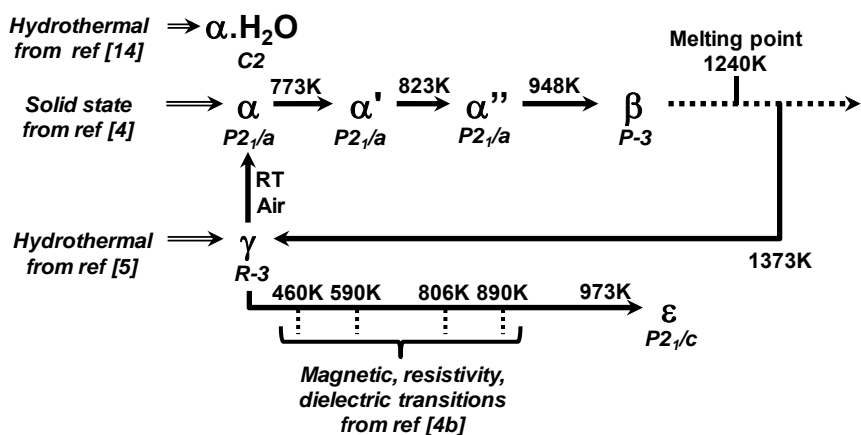 Hydrothermal
from ref [14]
α.H₂O
C2
Melting point
1240K
Solid state
from ref [4]
α
773K
α'
823K
α''
948K
β
P2₁/a
P2₁/a
P2₁/a
P-3
RT
Air
Hydrothermal
from ref [5]
γ
R-3
1373K
460K 590K 806K 890K 973K
ε
P2₁/c
Magnetic, resistivity,
dielectric transitions
from ref [4b]